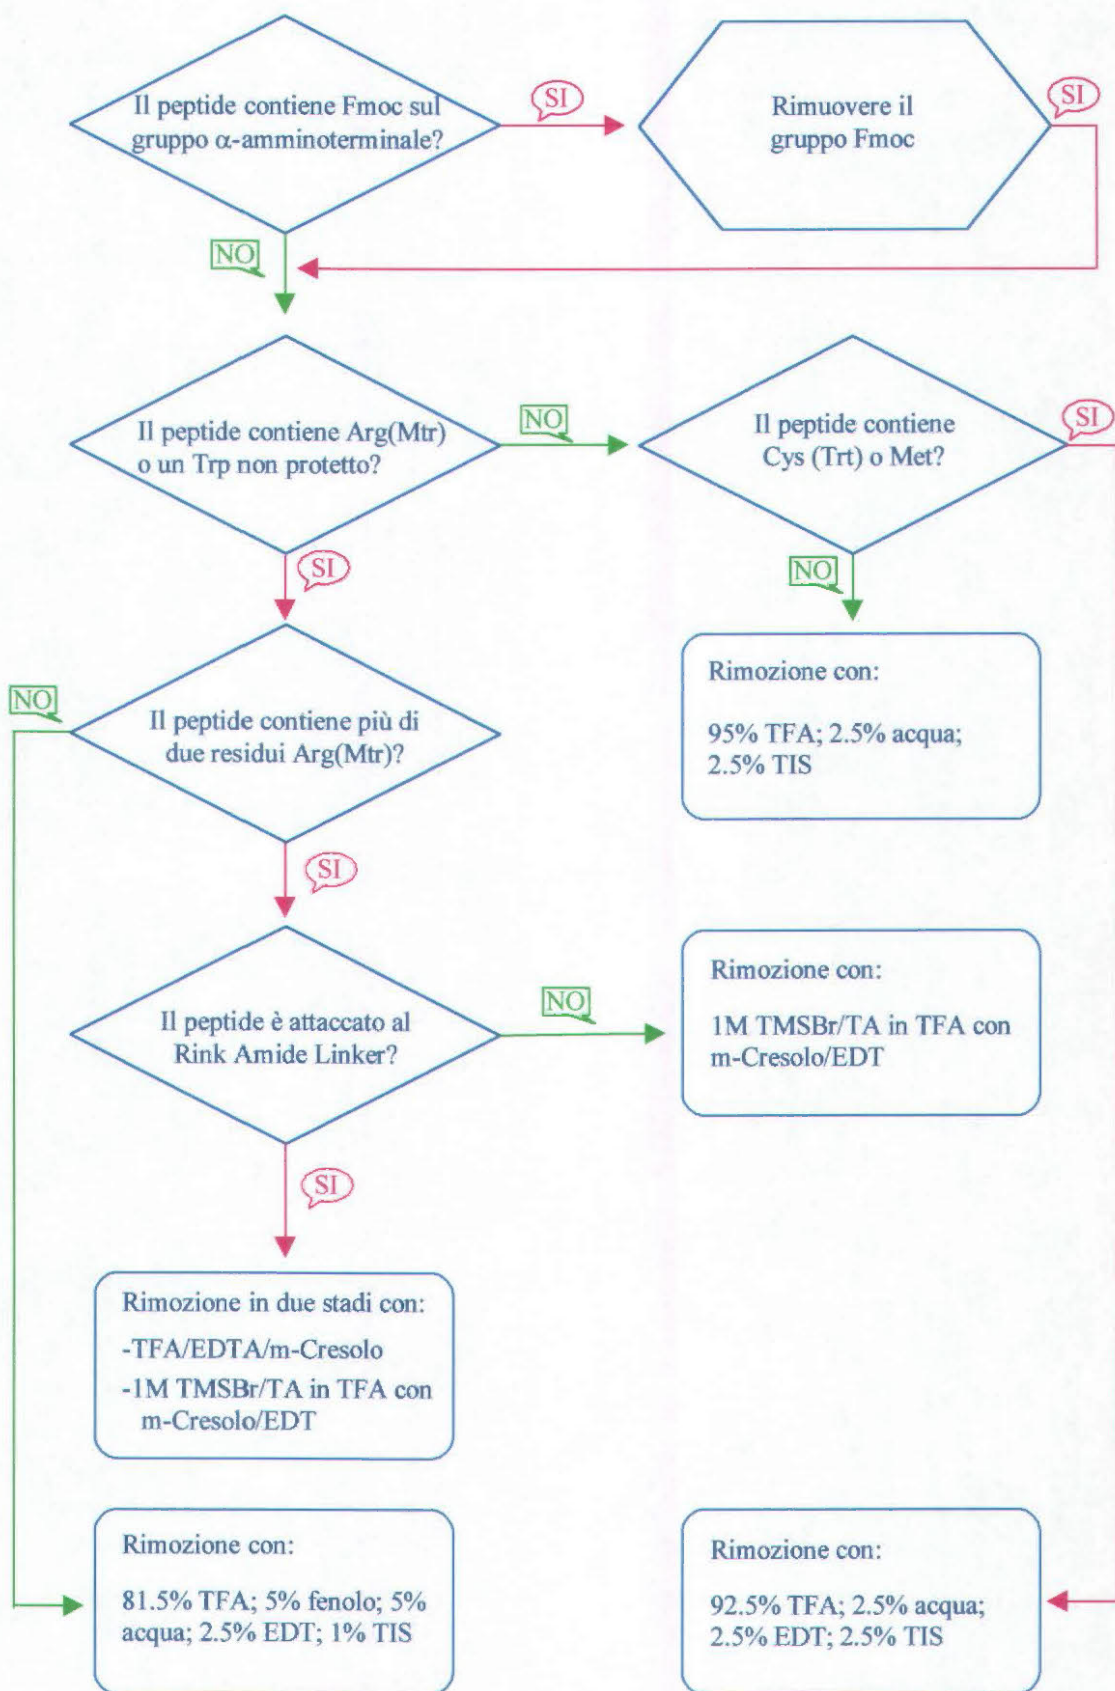 Il peptide contiene Fmoc sul
gruppo α-amminoterminale?
SI
Rimuovere il
gruppo Fmoc
SI
NO
Il peptide contiene Arg(Mtr)
o un Trp non protetto?
NO
Il peptide contiene
Cys (Trt) o Met?
SI
SI
NO
Rimozione con:
95% TFA; 2.5% acqua;
2.5% TIS
NO
Il peptide contiene più di
due residui Arg(Mtr)?
SI
Il peptide è attaccato al
Rink Amide Linker?
NO
Rimozione con:
1M TMSBr/TA in TFA con
m-Cresolo/EDT
SI
Rimozione in due stadi con:
-TFA/EDTA/m-Cresolo
-1M TMSBr/TA in TFA con
m-Cresolo/EDT
Rimozione con:
81.5% TFA; 5% fenolo; 5%
acqua; 2.5% EDT; 1% TIS
Rimozione con:
92.5% TFA; 2.5% acqua;
2.5% EDT; 2.5% TIS